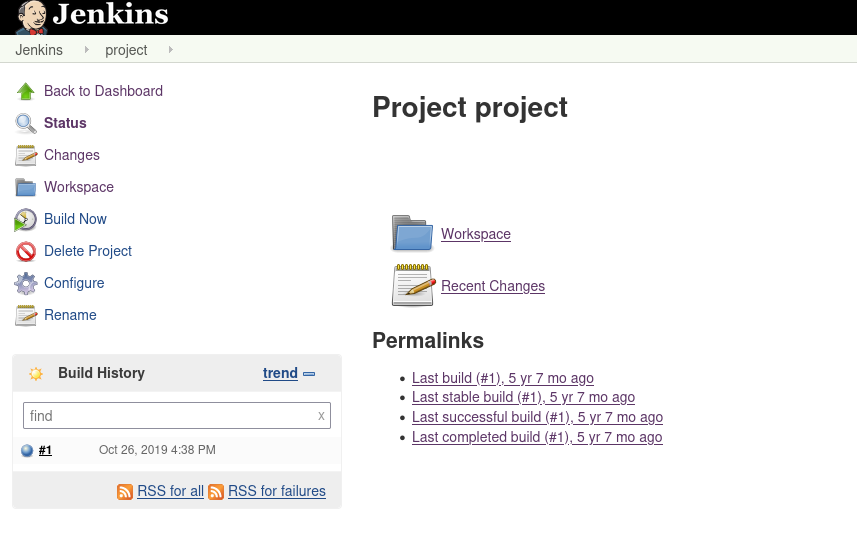 Jenkins
Jenkins project
Back to Dashboard
Status
Changes
Workspace
Build Now
Delete Project
Configure
Rename
Build History trend
find x
#1 Oct 26, 2019 4:38 PM
RSS for all RSS for failures
Project project
Workspace
Recent Changes
Permalinks
Last build (#1), 5 yr 7 mo ago
Last stable build (#1), 5 yr 7 mo ago
Last successful build (#1), 5 yr 7 mo ago
Last completed build (#1), 5 yr 7 mo ago